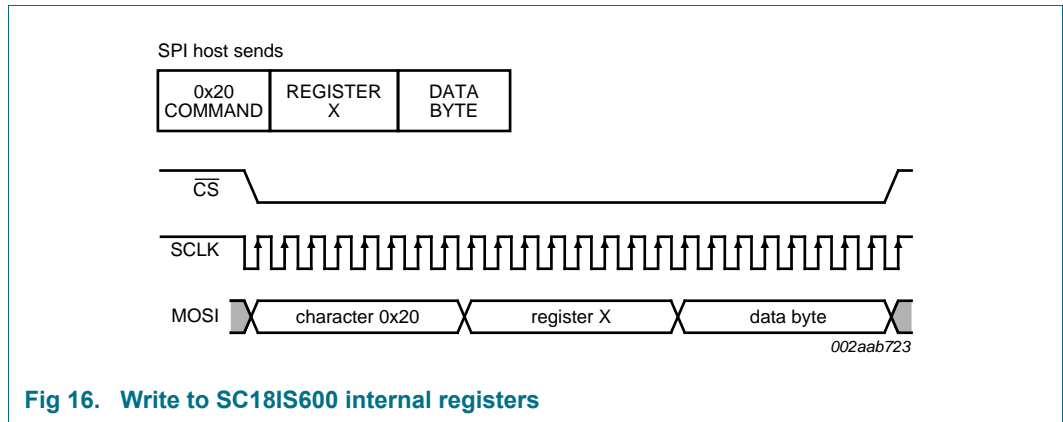 SPI host sends
0x20 COMMAND
REGISTER X
DATA BYTE
CS
SCLK
MOSI
character 0x20
register X
data byte
002aab723
Fig 16. Write to SC18IS600 internal registers